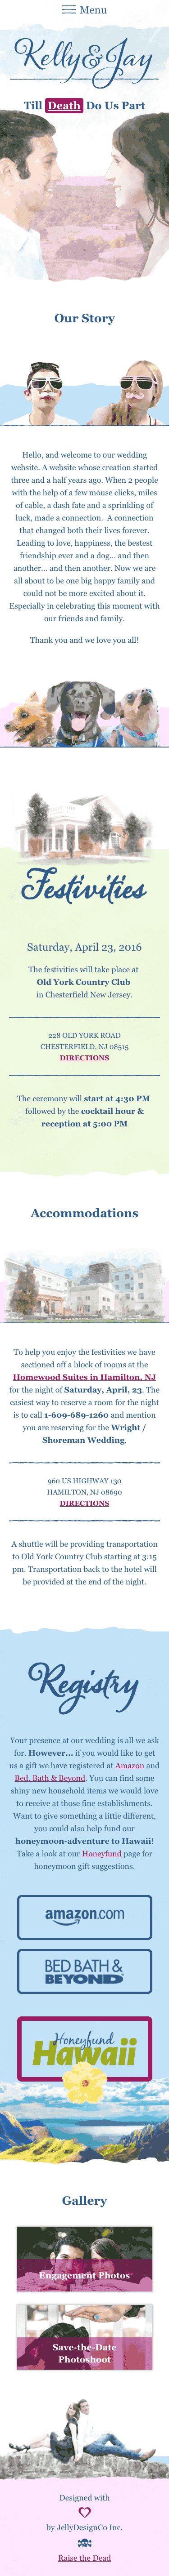 Menu
Kelly & Jay
Till Death Do Us Part
Our Story
Hello, and welcome to our wedding
website. A website whose creation started
three and a half years ago. When 2 people
with the help of a few mouse clicks, miles
of cable, a dash fate and a sprinkling of
luck, made a connection. A connection
that changed both their lives forever.
Leading to love, happiness, the bestest
friendship ever and a dog... and then
another... and then another. Now we are
all about to be one big happy family and
could not be more excited about it.
Especially in celebrating this moment with
our friends and family.
Thank you and we love you all!
Festivities
Saturday, April 23, 2016
The festivities will take place at
Old York Country Club
in Chesterfield New Jersey.
228 OLD YORK ROAD
CHESTERFIELD, NJ 08515
DIRECTIONS
The ceremony will start at 4:30 PM
followed by the cocktail hour &
reception at 5:00 PM
Accommodations
To help you enjoy the festivities we have
sectioned off a block of rooms at the
Homewood Suites in Hamilton, NJ
for the night of Saturday, April, 23. The
easiest way to reserve a room for the night
is to call 1-609-689-1260 and mention
you are reserving for the Wright /
Shoreman Wedding.
960 US HIGHWAY 130
HAMILTON, NJ 08690
DIRECTIONS
A shuttle will be providing transportation
to Old York Country Club starting at 3:15
pm. Transportation back to the hotel will
be provided at the end of the night.
Registry
Your presence at our wedding is all we ask
for. However... if you would like to get
us a gift we have registered at Amazon and
Bed, Bath & Beyond. You can find some
shiny new household items we would love
to receive at those fine establishments.
Want to give something a little different,
you could also help fund our
honeymoon-adventure to Hawaii!
Take a look at our Honeyfund page for
honeymoon gift suggestions.
amazon.com
BED BATH &
BEYOND
Honeyfund
Hawaii
Gallery
Engagement Photos
Save-the-Date
Photoshoot
Designed with
by JellyDesignCo Inc.
Raise the Dead